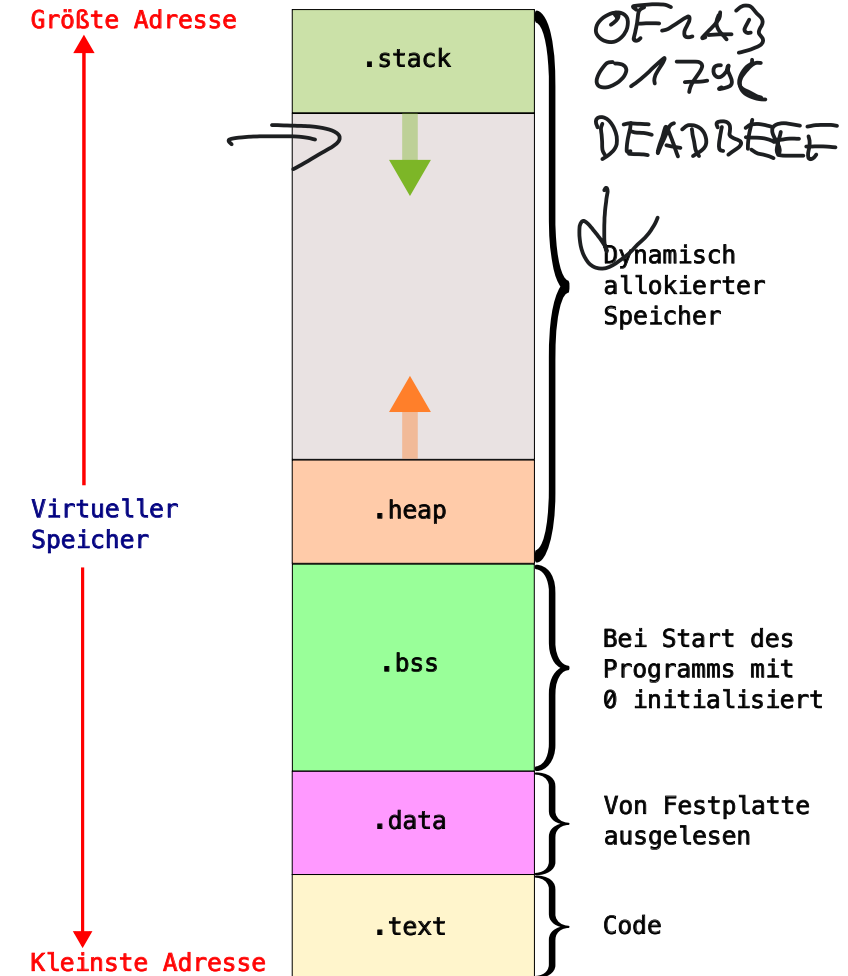 Größte Adresse
.stack
0F1AB
0179C
DEADBEEF
Dynamisch
allokierter
Speicher
Virtueller
Speicher
.heap
.bss
Bei Start des
Programms mit
0 initialisiert
.data
Von Festplatte
ausgelesen
.text
Code
Kleinste Adresse